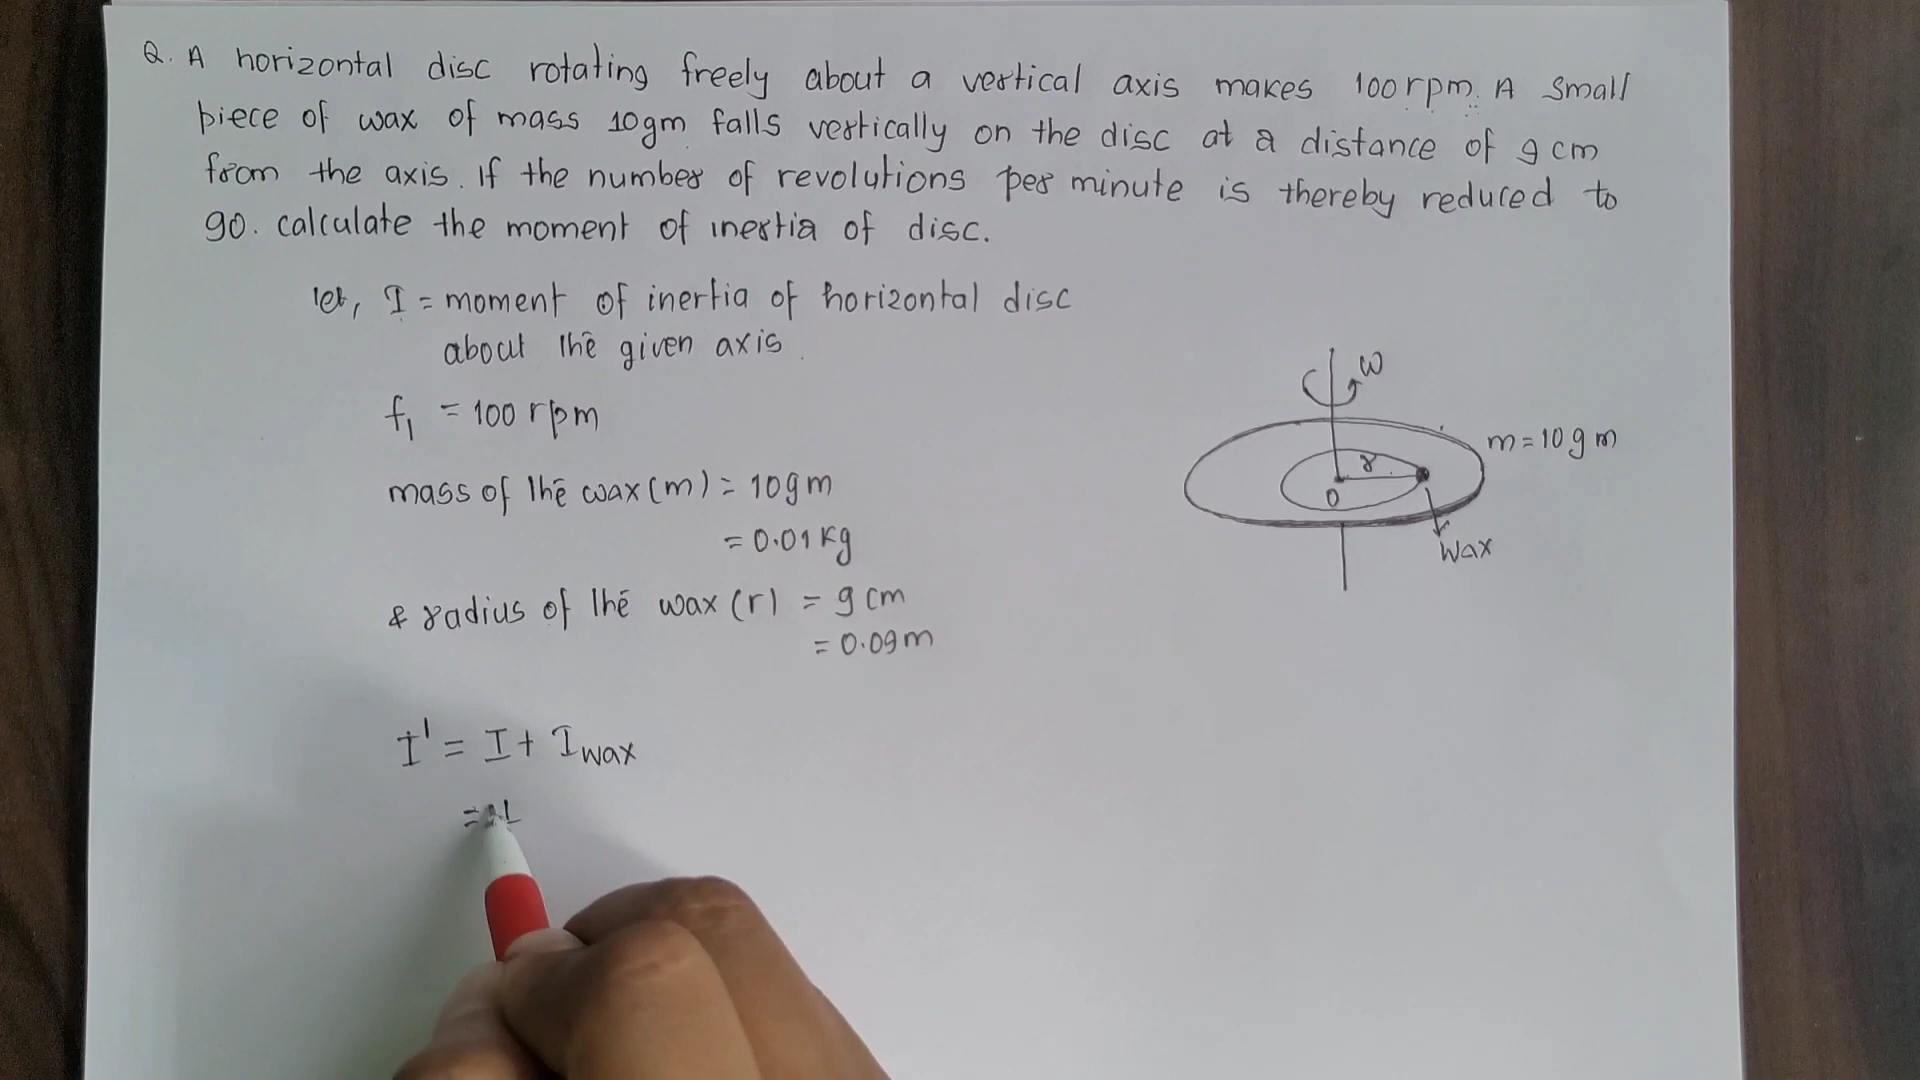 Q. A horizontal disc rotating freely about a vertical axis makes 100 rpm. A small
piece of wax of mass 10gm falls vertically on the disc at a distance of 9 cm
from the axis. If the number of revolutions per minute is thereby reduced to
90. calculate the moment of inertia of disc.
let, I = moment of inertia of horizontal disc
about the given axis.
ω
f₁ = 100 rpm
m = 10 gm
r
O
mass of the wax (m) = 10gm
= 0.01 kg
wax
& radius of the wax (r) = 9 cm
= 0.09m
I' = I + I wax
=